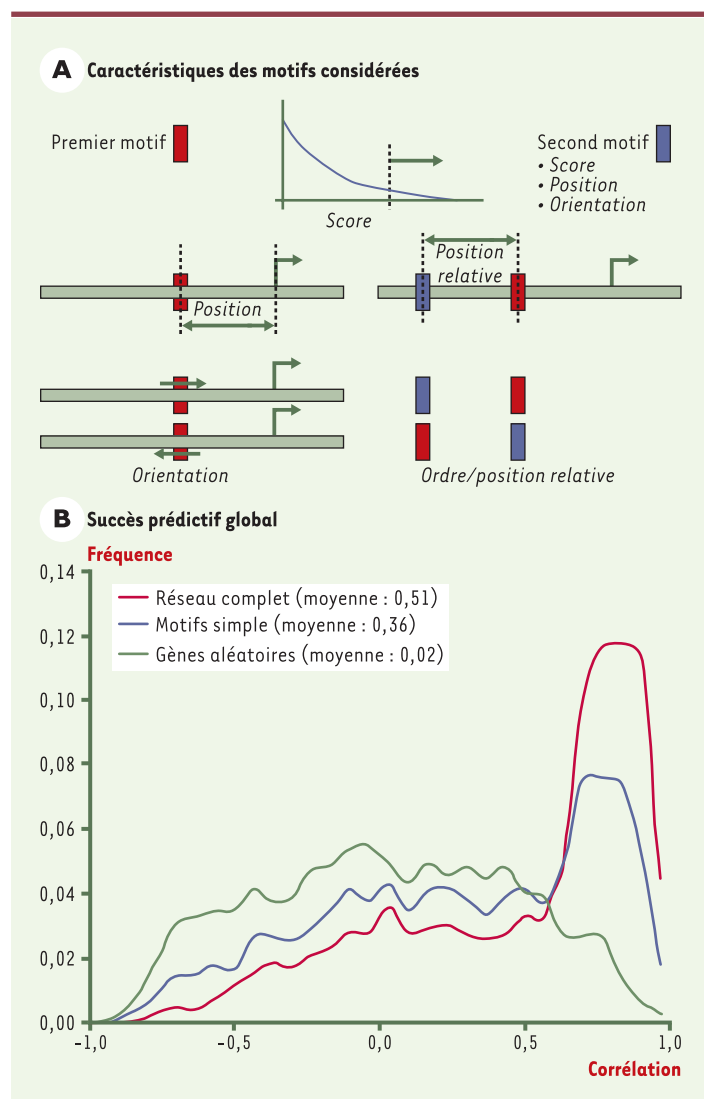 A Caractéristiques des motifs considérées
Premier motif
Second motif
• Score
• Position
• Orientation
Score
Position
Position
relative
Orientation
Ordre/position relative
B Succès prédictif global
Fréquence
0,14
0,12
0,10
0,08
0,06
0,04
0,02
0,00
Réseau complet (moyenne : 0,51)
Motifs simple (moyenne : 0,36)
Gènes aléatoires (moyenne : 0,02)
-1,0 -0,5 0,0 0,5 1,0
Corrélation